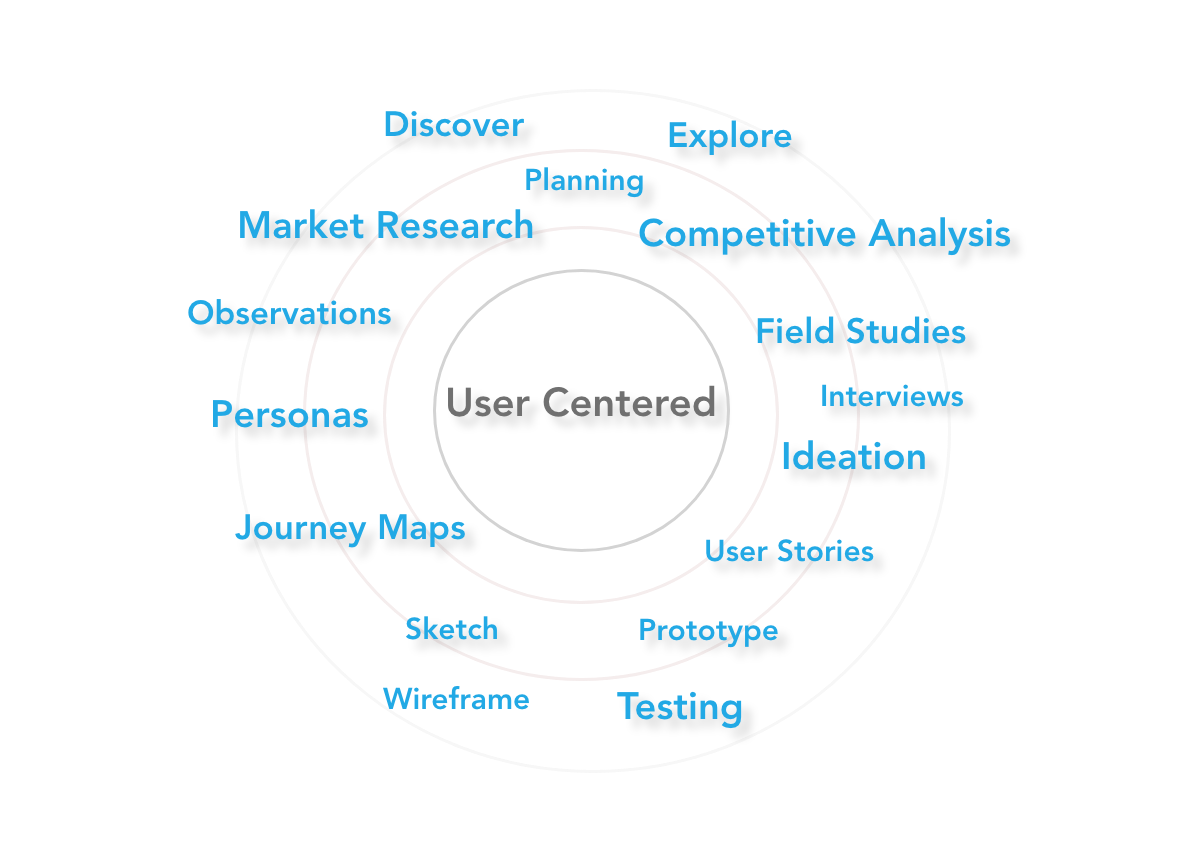 Discover
Explore
Planning
Market Research
Competitive Analysis
Observations
Field Studies
Interviews
User Centered
Personas
Ideation
Journey Maps
User Stories
Sketch
Prototype
Wireframe
Testing